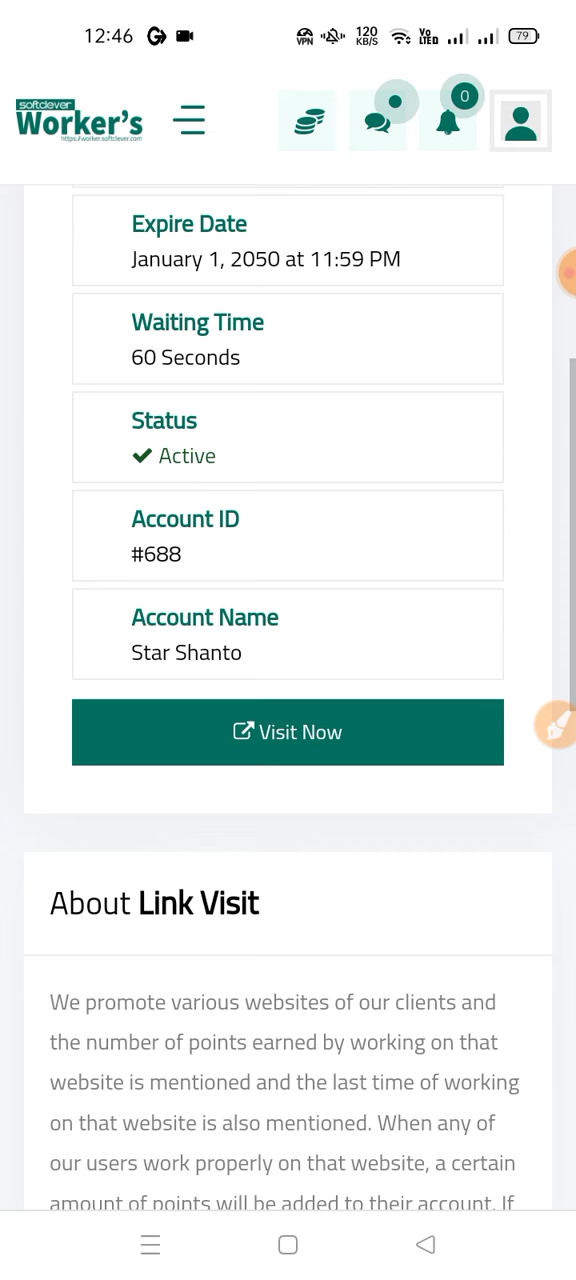 12:46
VPN
120
KB/S
Vo
LTED
79
softclever
Worker's
https://worker.softclever.com
0
Expire Date
January 1, 2050 at 11:59 PM
Waiting Time
60 Seconds
Status
Active
Account ID
#688
Account Name
Star Shanto
Visit Now
About Link Visit
We promote various websites of our clients and
the number of points earned by working on that
website is mentioned and the last time of working
on that website is also mentioned. When any of
our users work properly on that website, a certain
amount of points will be added to their account. If